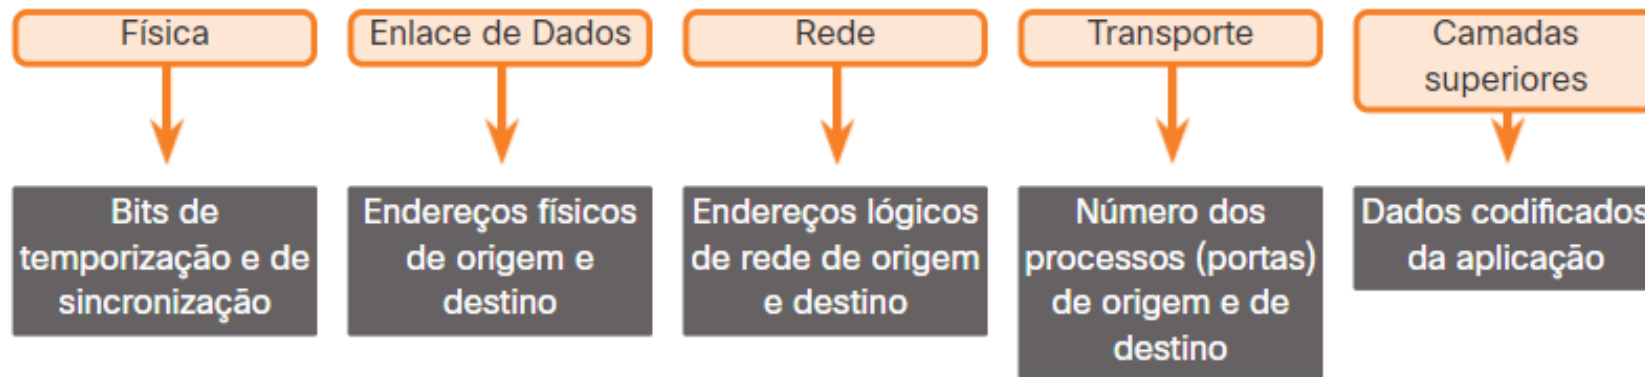 Física
Enlace de Dados
Rede
Transporte
Camadas
superiores
Bits de
temporização e de
sincronização
Endereços físicos
de origem e
destino
Endereços lógicos
de rede de origem
e destino
Número dos
processos (portas)
de origem e de
destino
Dados codificados
da aplicação